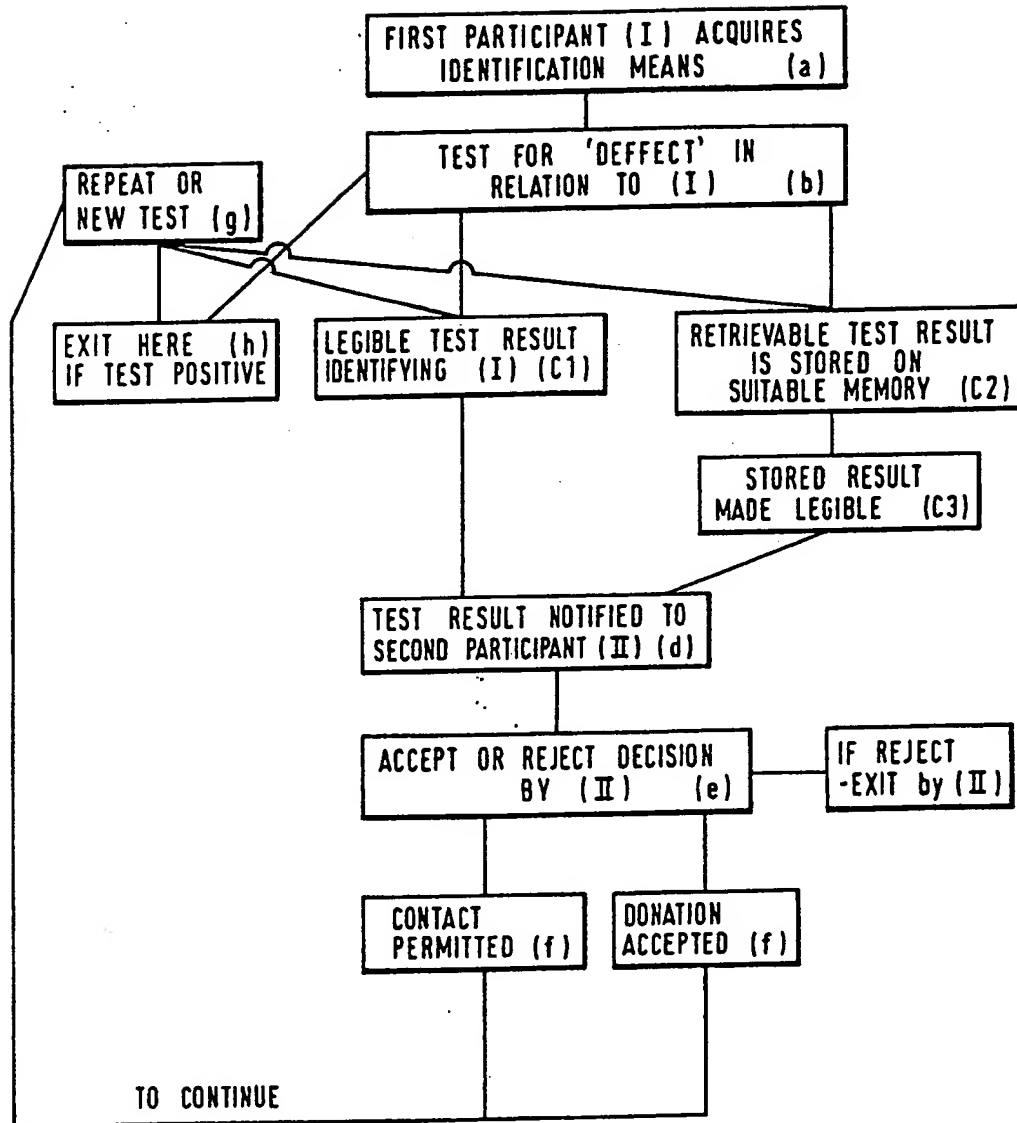 FIRST PARTICIPANT (I) ACQUIRES
IDENTIFICATION MEANS (a)
TEST FOR 'DEFFECT' IN
RELATION TO (I) (b)
REPEAT OR
NEW TEST (g)
EXIT HERE (h)
IF TEST POSITIVE
LEGIBLE TEST RESULT
IDENTIFYING (I) (C1)
RETRIEVABLE TEST RESULT
IS STORED ON
SUITABLE MEMORY (C2)
STORED RESULT
MADE LEGIBLE (C3)
TEST RESULT NOTIFIED TO
SECOND PARTICIPANT (II) (d)
ACCEPT OR REJECT DECISION
BY (II) (e)
IF REJECT
-EXIT by (II)
CONTACT
PERMITTED (f)
DONATION
ACCEPTED (f)
TO CONTINUE